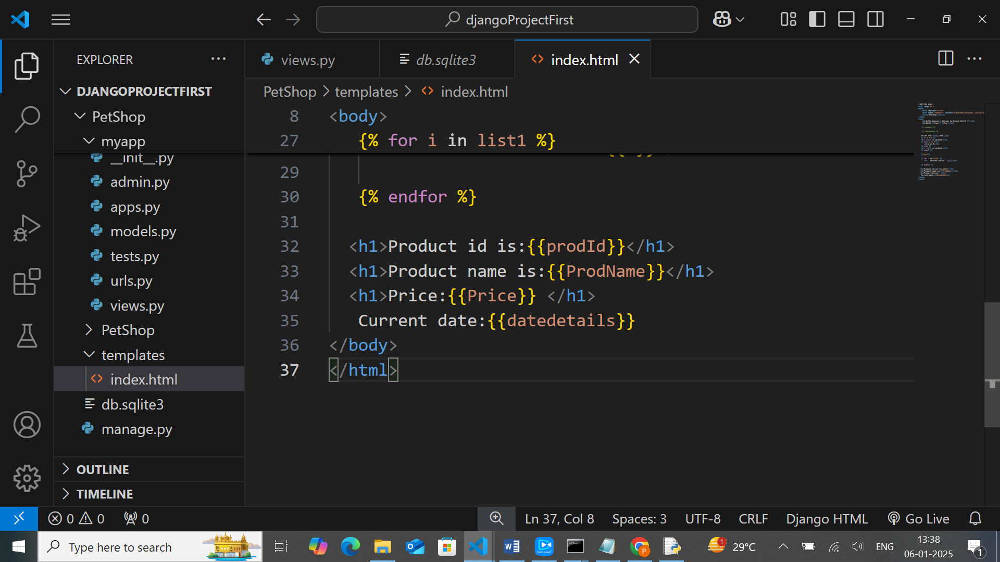 djangoProjectFirst
EXPLORER
views.py
db.sqlite3
index.html
DJANGOPROJECTFIRST
PetShop
myapp
__init__.py
admin.py
apps.py
models.py
tests.py
urls.py
views.py
PetShop
templates
index.html
db.sqlite3
manage.py
OUTLINE
TIMELINE
PetShop > templates > index.html
8 <body>
27 {% for i in list1 %}
29
30 {% endfor %}
31
32 <h1>Product id is:{{prodId}}</h1>
33 <h1>Product name is:{{ProdName}}</h1>
34 <h1>Price:{{Price}} </h1>
35 Current date:{{datedetails}}
36 </body>
37 </html>
0 0 0
Ln 37, Col 8 Spaces: 3 UTF-8 CRLF Django HTML Go Live
Type here to search
1
29°C
ENG
13:38
06-01-2025
1